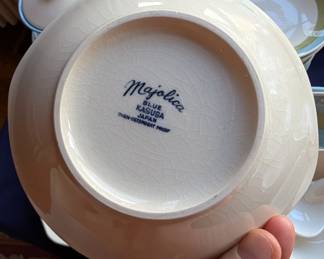 Majolica
BLUE
KASUGA
JAPAN
OVEN-DETERGENT PROOF